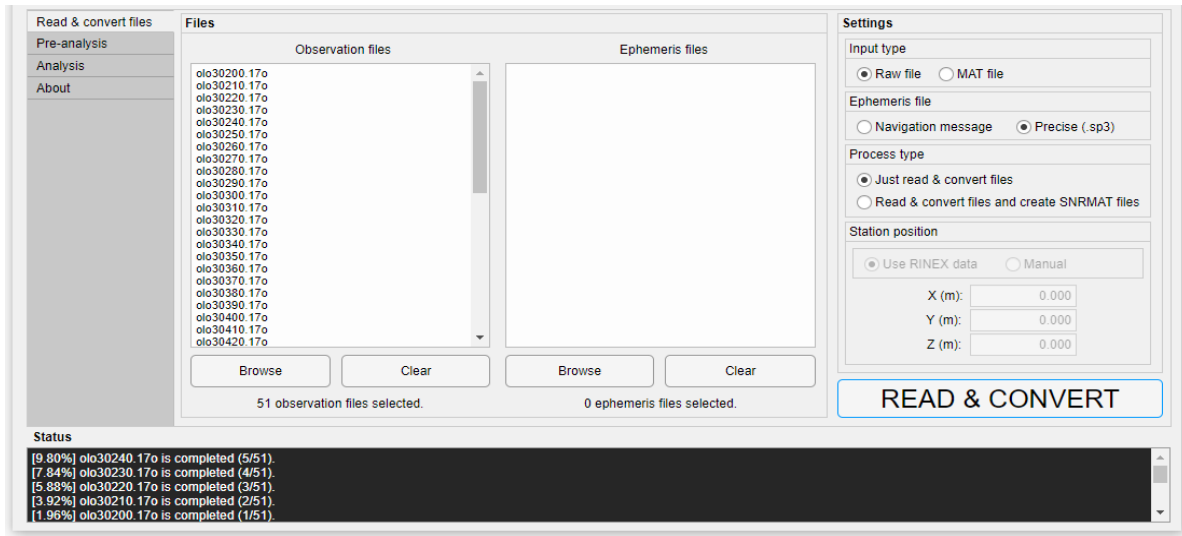 Read & convert files
Pre-analysis
Analysis
About
Files
Observation files
olo30200.17o
olo30210.17o
olo30220.17o
olo30230.17o
olo30240.17o
olo30250.17o
olo30260.17o
olo30270.17o
olo30280.17o
olo30290.17o
olo30300.17o
olo30310.17o
olo30320.17o
olo30330.17o
olo30340.17o
olo30350.17o
olo30360.17o
olo30370.17o
olo30380.17o
olo30390.17o
olo30400.17o
olo30410.17o
olo30420.17o
Browse Clear
51 observation files selected.
Ephemeris files
Browse Clear
0 ephemeris files selected.
Settings
Input type
Raw file MAT file
Ephemeris file
Navigation message Precise (.sp3)
Process type
Just read & convert files
Read & convert files and create SNRMAT files
Station position
Use RINEX data Manual
X (m): 0.000
Y (m): 0.000
Z (m): 0.000
READ & CONVERT
Status
[9.80%] olo30240.17o is completed (5/51).
[7.84%] olo30230.17o is completed (4/51).
[5.88%] olo30220.17o is completed (3/51).
[3.92%] olo30210.17o is completed (2/51).
[1.96%] olo30200.17o is completed (1/51).